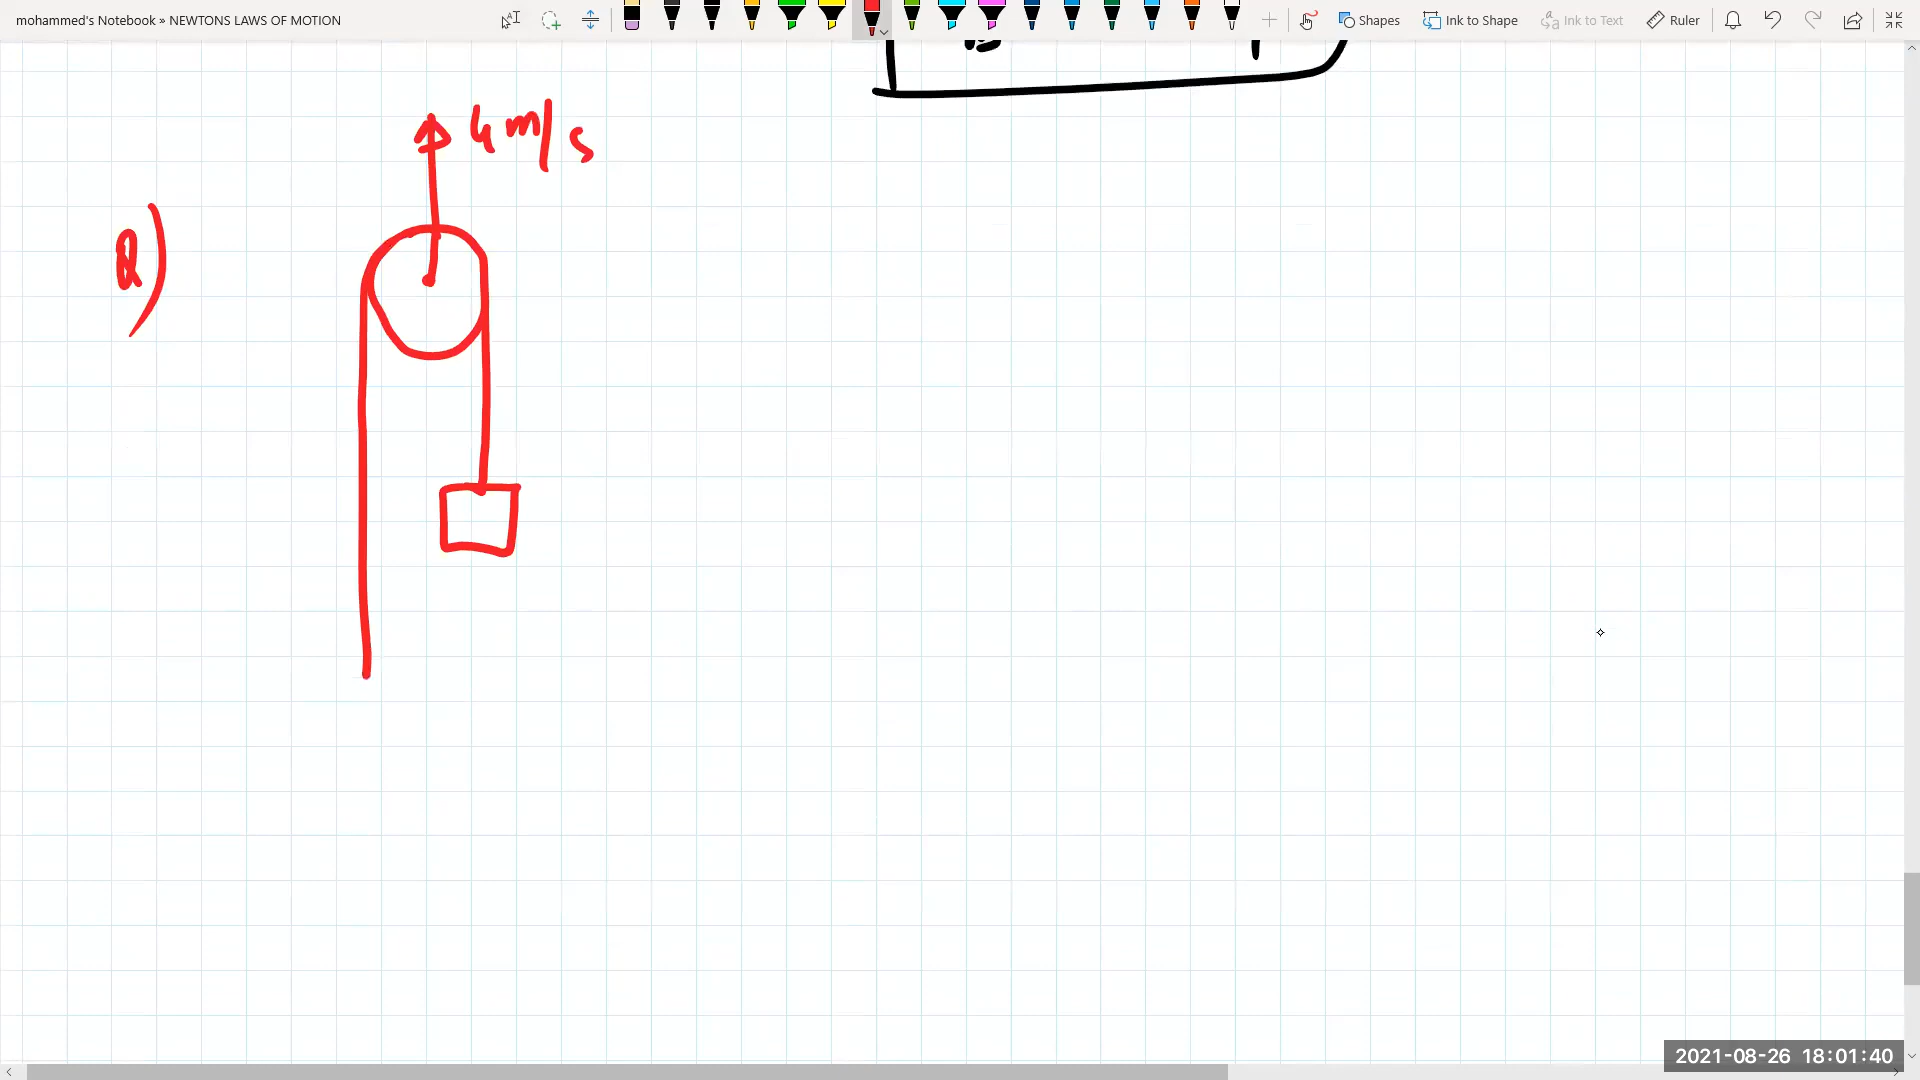 mohammed's Notebook » NEWTONS LAWS OF MOTION
Shapes
Ink to Shape
Ink to Text
Ruler
4 m/s
Q)
2021-08-26 18:01:40